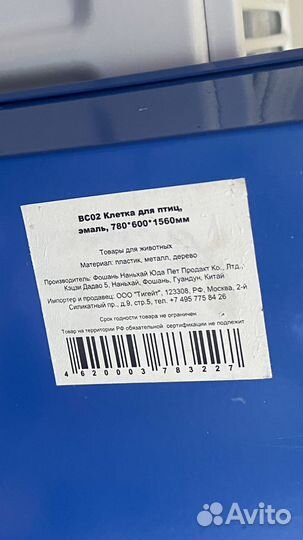 BC02 Клетка для птиц,
эмаль, 780*600*1560мм
Товары для животных
Материал: пластик, металл, дерево
Производитель: Фошань Наньхай Юда Пет Продакт Ко., Лтд.,
Кэцзи Дадао 5, Наньхай, Фошань, Гуандун, Китай
Импортер и продавец: ООО "Тигейт", 123308, РФ, Москва, 2-й
Силикатный пр., д.9, стр.5, тел. +7 495 775 84 26
Срок годности товара не ограничен
Товар на территории РФ обязательной сертификации не подлежит
4620003783227
Avito